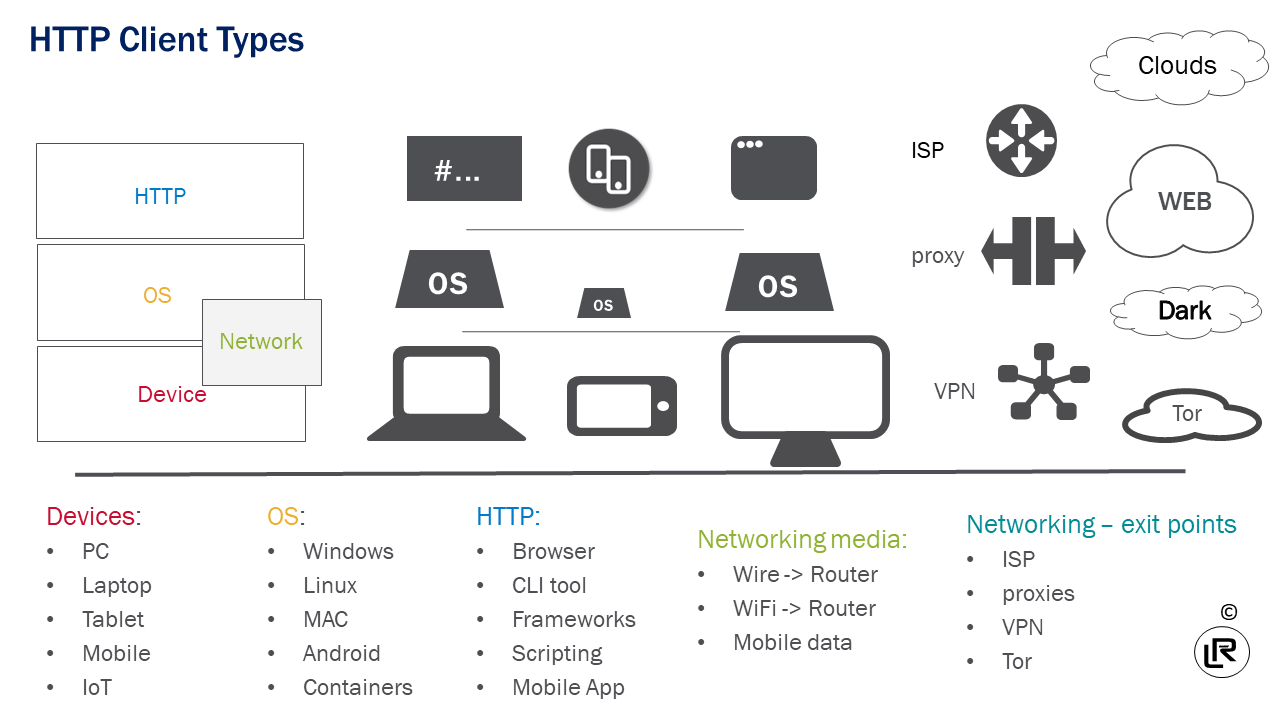 HTTP Client Types
Clouds
HTTP
#...
ISP
WEB
OS
OS
OS
OS
proxy
Dark
Network
Device
VPN
Tor
Devices:
• PC
• Laptop
• Tablet
• Mobile
• IoT
OS:
• Windows
• Linux
• MAC
• Android
• Containers
HTTP:
• Browser
• CLI tool
• Frameworks
• Scripting
• Mobile App
Networking media:
• Wire -> Router
• WiFi -> Router
• Mobile data
Networking – exit points
• ISP
• proxies
• VPN
• Tor
©
LR